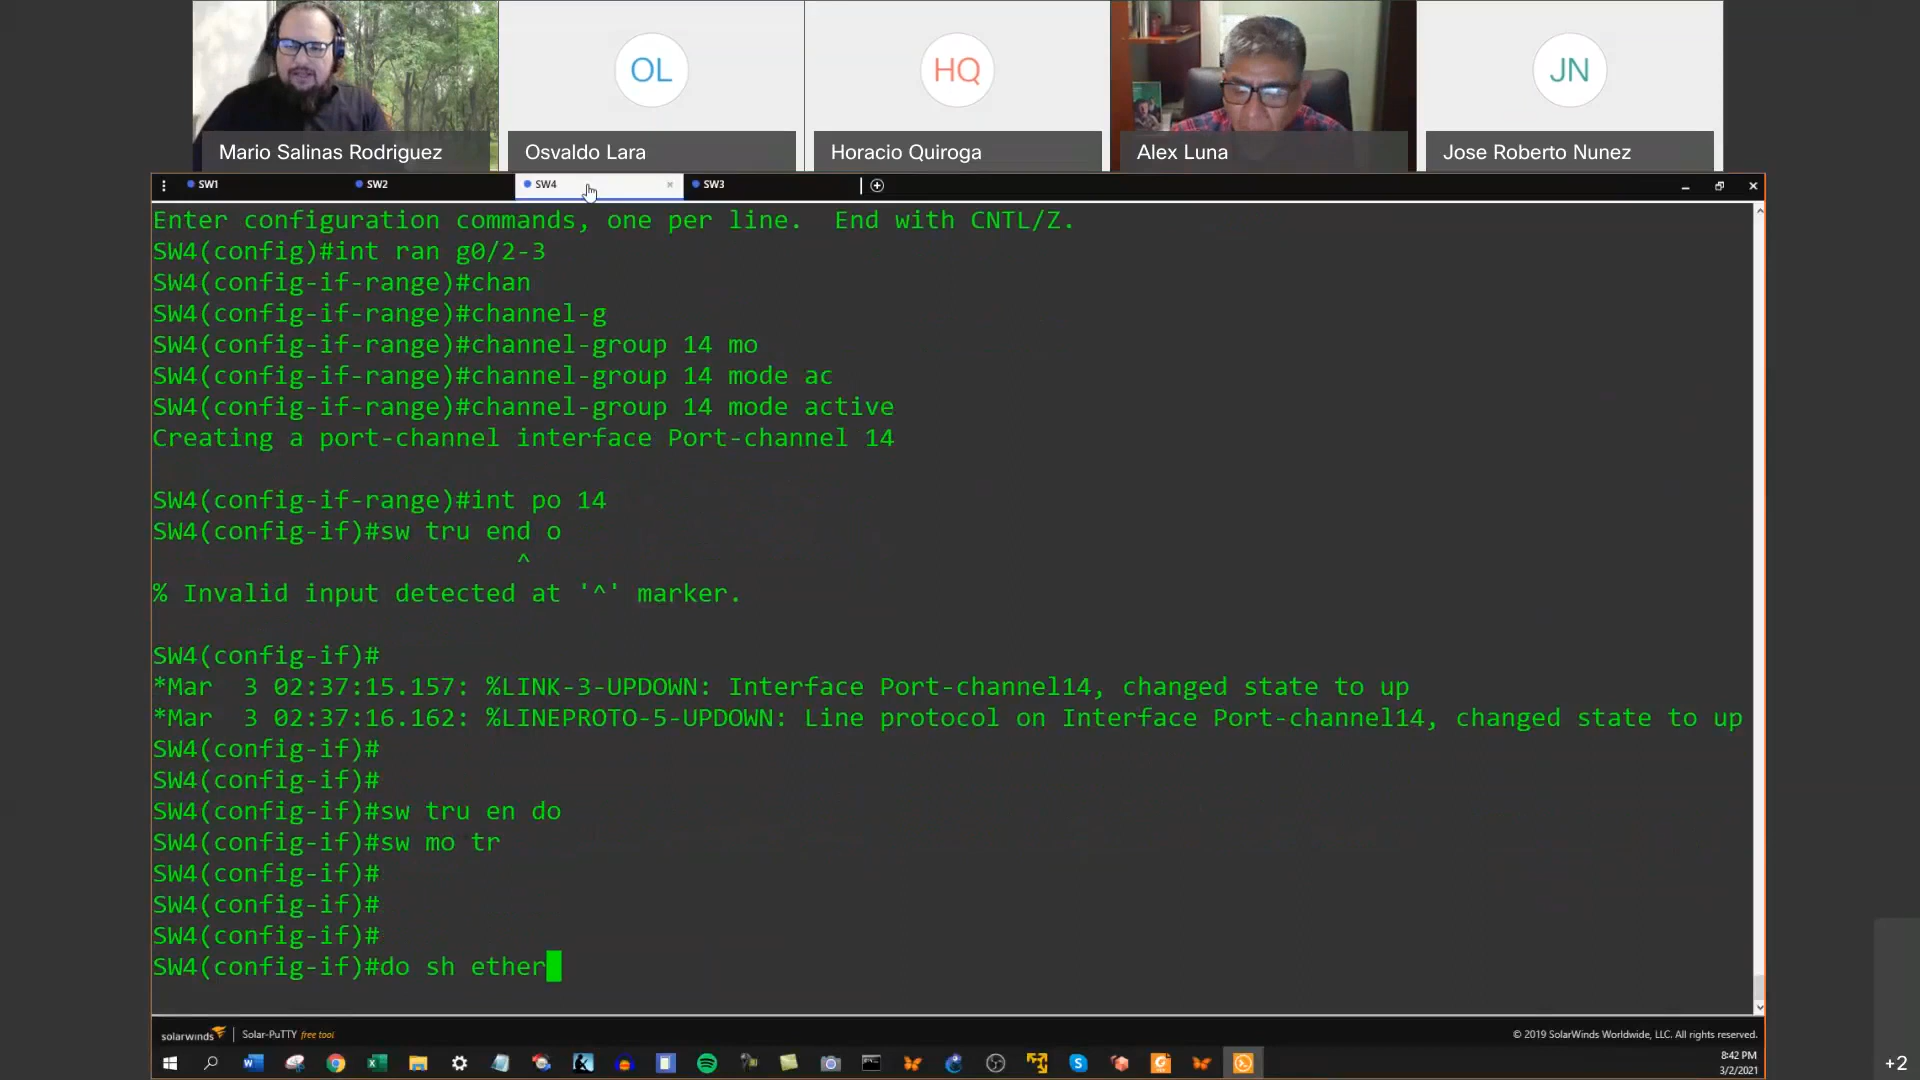 OL
HQ
JN
Mario Salinas Rodriguez
Osvaldo Lara
Horacio Quiroga
Alex Luna
Jose Roberto Nunez
SW1
SW2
SW4
SW3
Enter configuration commands, one per line.  End with CNTL/Z.
SW4(config)#int ran g0/2-3
SW4(config-if-range)#chan
SW4(config-if-range)#channel-g
SW4(config-if-range)#channel-group 14 mo
SW4(config-if-range)#channel-group 14 mode ac
SW4(config-if-range)#channel-group 14 mode active
Creating a port-channel interface Port-channel 14
SW4(config-if-range)#int po 14
SW4(config-if)#sw tru end o
^
% Invalid input detected at '^' marker.
SW4(config-if)#
*Mar  3 02:37:15.157: %LINK-3-UPDOWN: Interface Port-channel14, changed state to up
*Mar  3 02:37:16.162: %LINEPROTO-5-UPDOWN: Line protocol on Interface Port-channel14, changed state to up
SW4(config-if)#
SW4(config-if)#
SW4(config-if)#sw tru en do
SW4(config-if)#sw mo tr
SW4(config-if)#
SW4(config-if)#
SW4(config-if)#
SW4(config-if)#do sh ether
solarwinds | Solar-PuTTY free tool
© 2019 SolarWinds Worldwide, LLC. All rights reserved.
8:42 PM
3/2/2021
+2